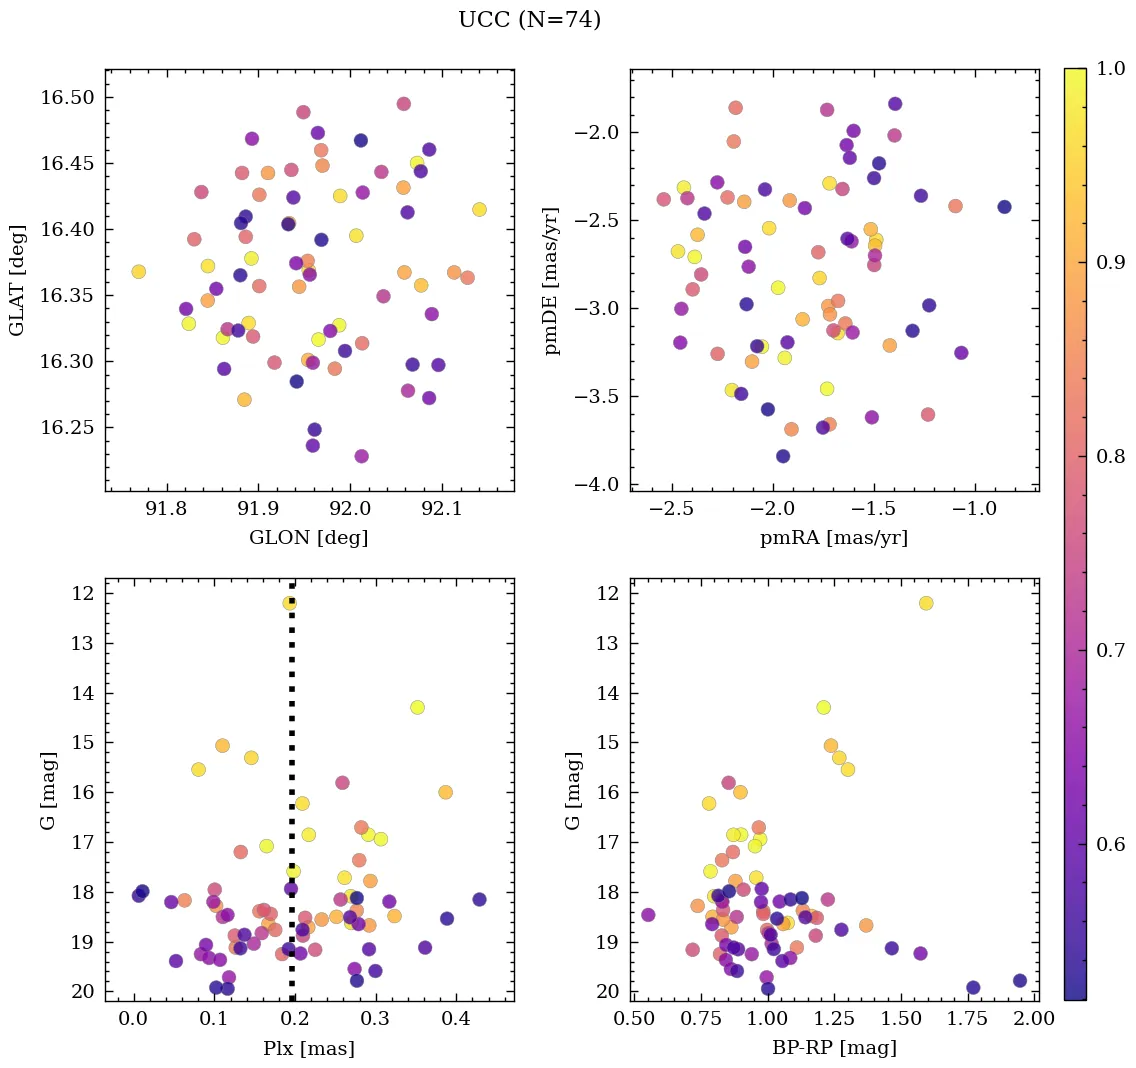 UCC (N=74)
16.50
16.45
16.40
16.35
16.30
16.25
GLAT [deg]
91.8 91.9 92.0 92.1
GLON [deg]
−2.0
−2.5
−3.0
−3.5
−4.0
pmDE [mas/yr]
−2.5 −2.0 −1.5 −1.0
pmRA [mas/yr]
12
13
14
15
16
17
18
19
20
G [mag]
0.0 0.1 0.2 0.3 0.4
Plx [mas]
12
13
14
15
16
17
18
19
20
G [mag]
0.50 0.75 1.00 1.25 1.50 1.75 2.00
BP-RP [mag]
1.0
0.9
0.8
0.7
0.6